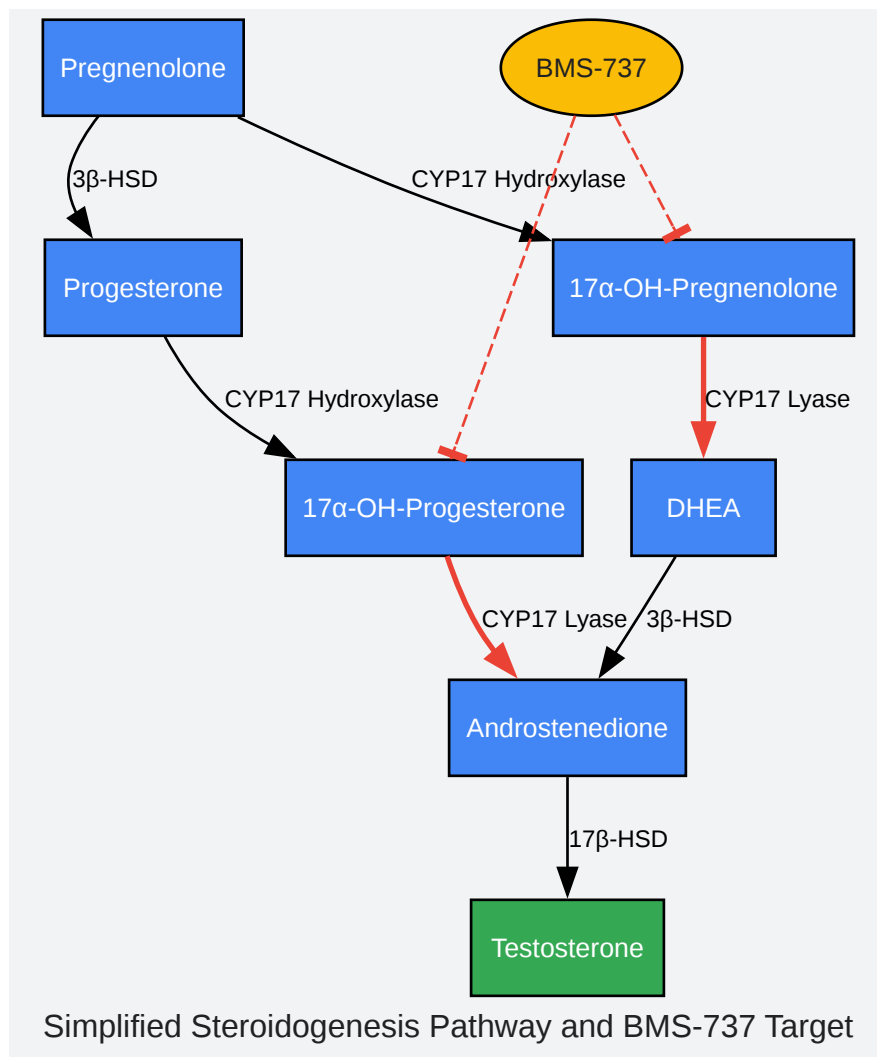 Pregnenolone
BMS-737
3β-HSD
CYP17 Hydroxylase
Progesterone
17α-OH-Pregnenolone
CYP17 Hydroxylase
CYP17 Lyase
17α-OH-Progesterone
DHEA
CYP17 Lyase
3β-HSD
Androstenedione
17β-HSD
Testosterone
Simplified Steroidogenesis Pathway and BMS-737 Target